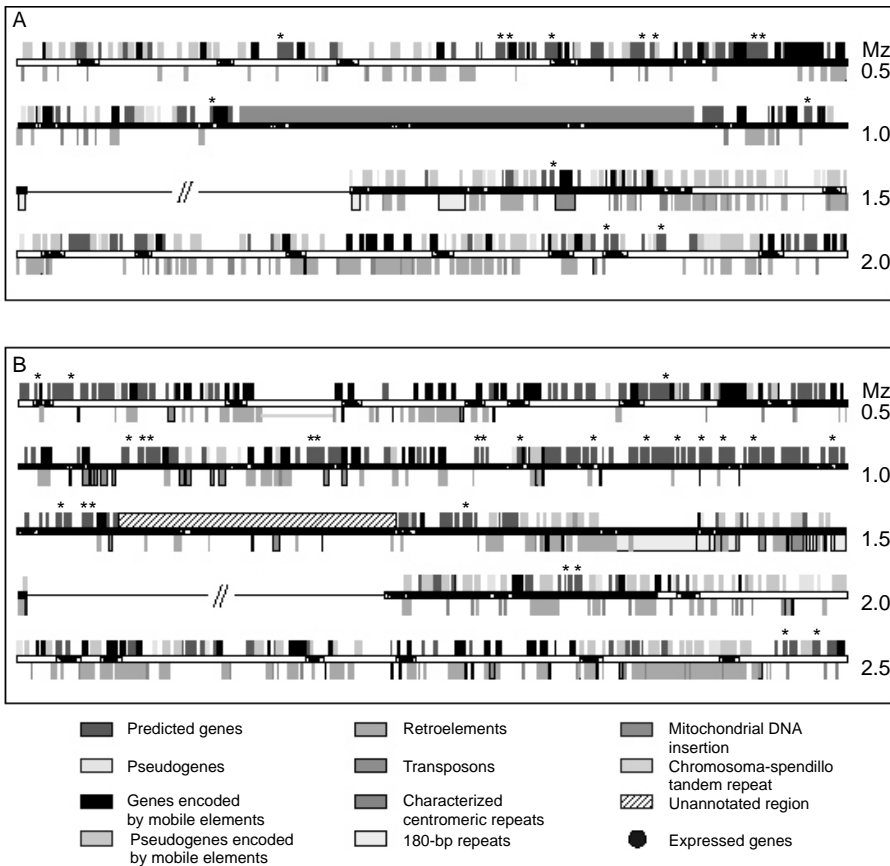 A
* * * * * * * *
Mz
0.5
* *
1.0
*
//
1.5
* *
2.0
B
* * *
Mz
0.5
* * * * * * * * * * * * * * *
1.0
* * * *
1.5
* *
//
2.0
* *
2.5
Predicted genes
Pseudogenes
Genes encoded
by mobile elements
Pseudogenes encoded
by mobile elements
Retroelements
Transposons
Characterized
centromeric repeats
180-bp repeats
Mitochondrial DNA
insertion
Chromosoma-spendillo
tandem repeat
Unannotated region
Expressed genes